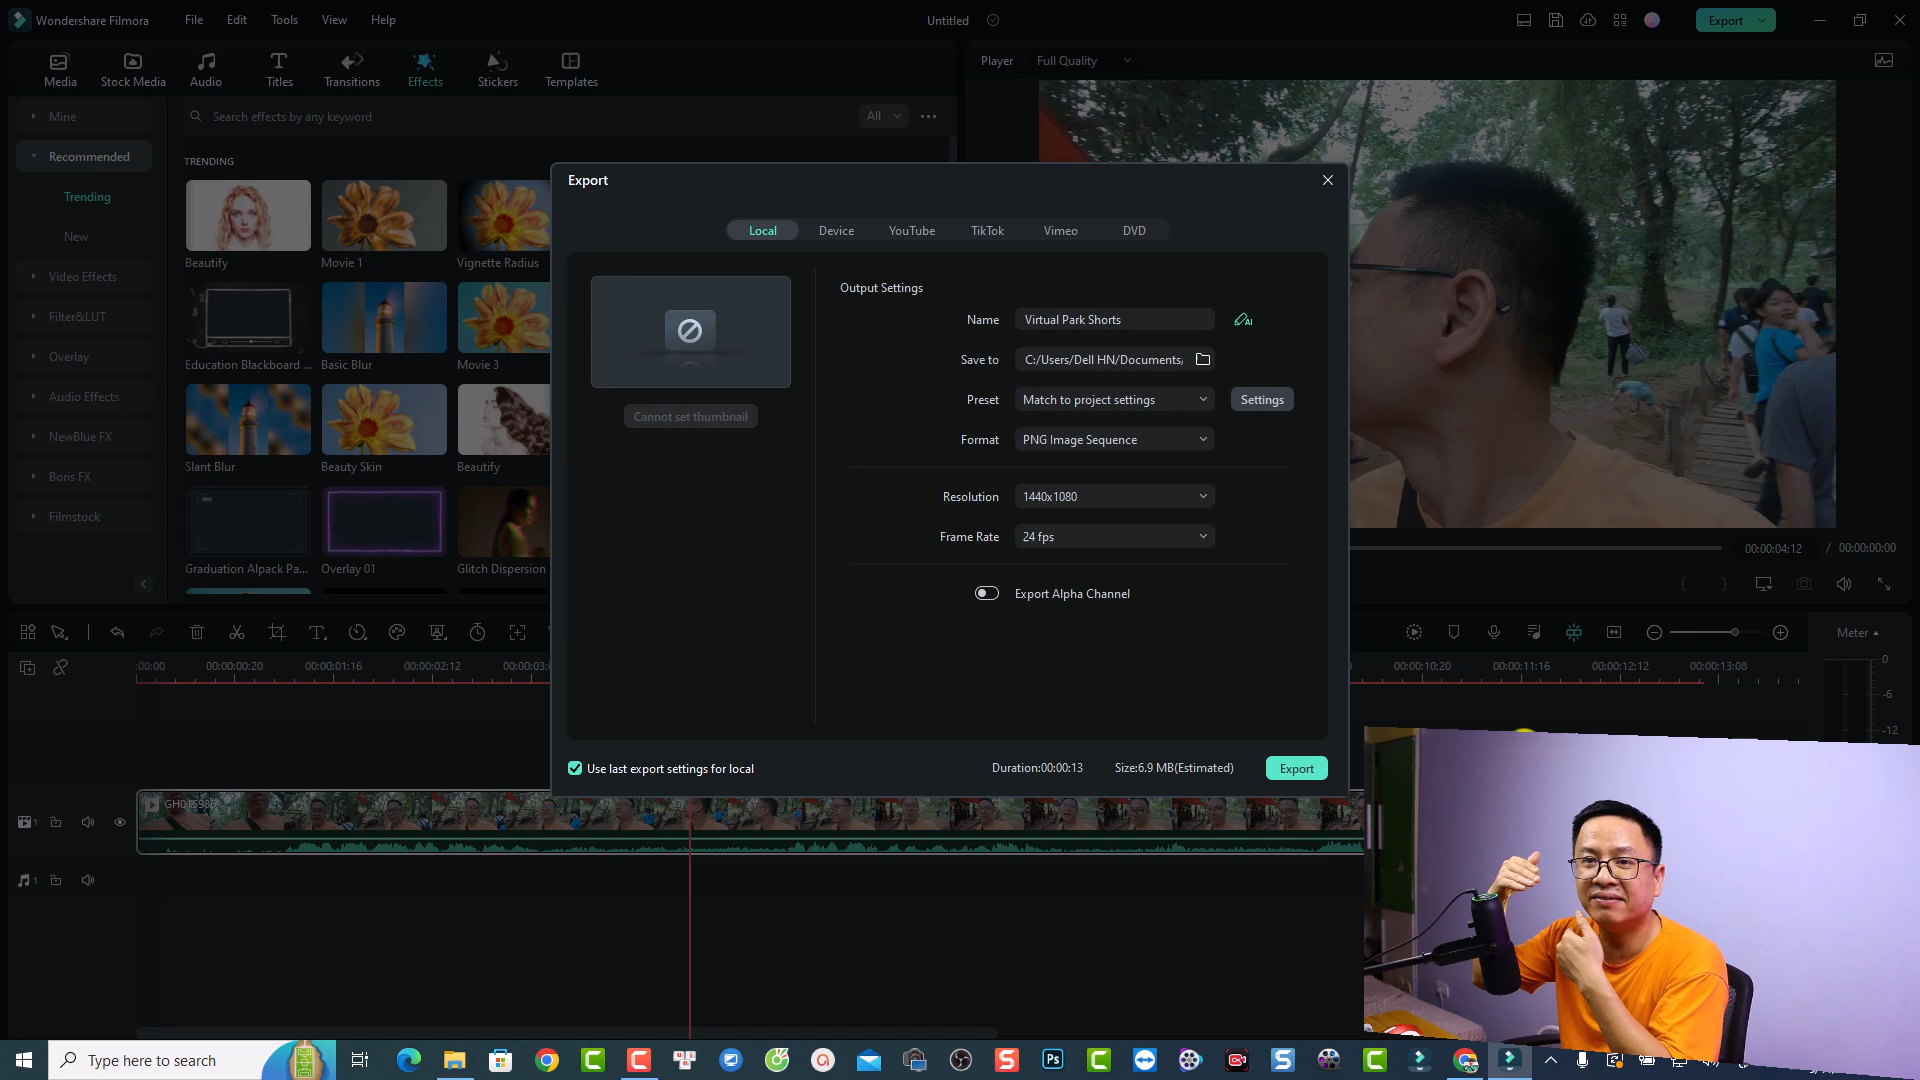 Wondershare Filmora
File
Edit
Tools
View
Help
Untitled
Export
Media
Stock Media
Audio
Titles
Transitions
Effects
Stickers
Templates
Player
Full Quality
Mine
Recommended
Trending
New
Video Effects
Filter&LUT
Overlay
Audio Effects
NewBlue FX
Boris FX
Filmstock
Search effects by any keyword
All
TRENDING
Beautify
Movie 1
Vignette Radius
Education Blackboard ...
Basic Blur
Movie 3
Slant Blur
Beauty Skin
Beautify
Graduation Alpack Pa...
Overlay 01
Glitch Dispersion
Export
Local
Device
YouTube
TikTok
Vimeo
DVD
Cannot set thumbnail
Output Settings
Name
Virtual Park Shorts
AI
Save to
C:/Users/Dell HN/Documents,
Preset
Match to project settings
Settings
Format
PNG Image Sequence
Resolution
1440x1080
Frame Rate
24 fps
Export Alpha Channel
Use last export settings for local
Duration:00:00:13
Size:6.9 MB(Estimated)
Export
00:00:04:12
/
00:00:00:00
Meter
:00:00
00:00:00:20
00:00:01:16
00:00:02:12
00:00:03:0
00:00:10:20
00:00:11:16
00:00:12:12
00:00:13:08
0
-6
-12
1
1
Type here to search
Ps